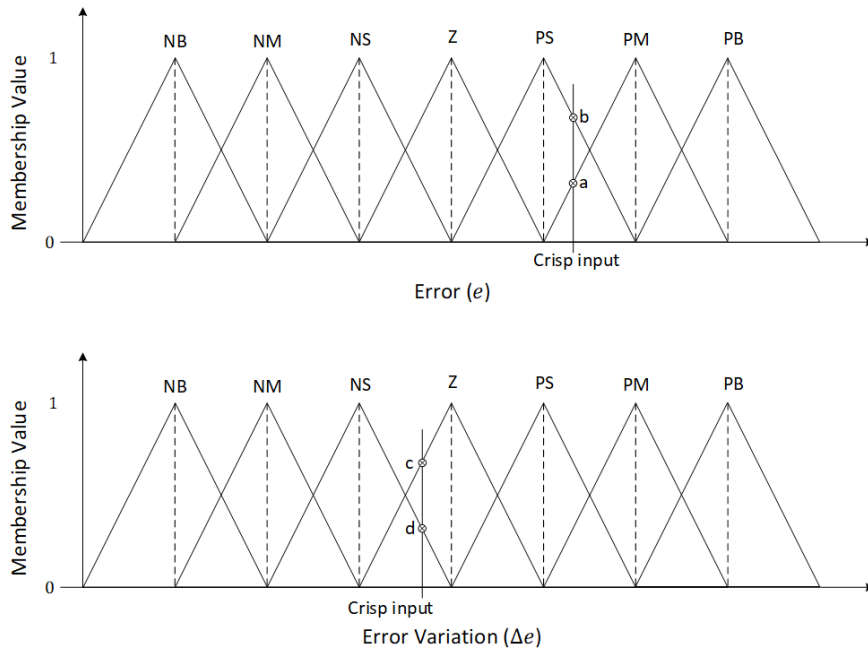 NB NM NS Z PS PM PB
1
b
a
0
Membership Value
Crisp input
Error (e)
NB NM NS Z PS PM PB
1
c
d
0
Membership Value
Crisp input
Error Variation (Δe)